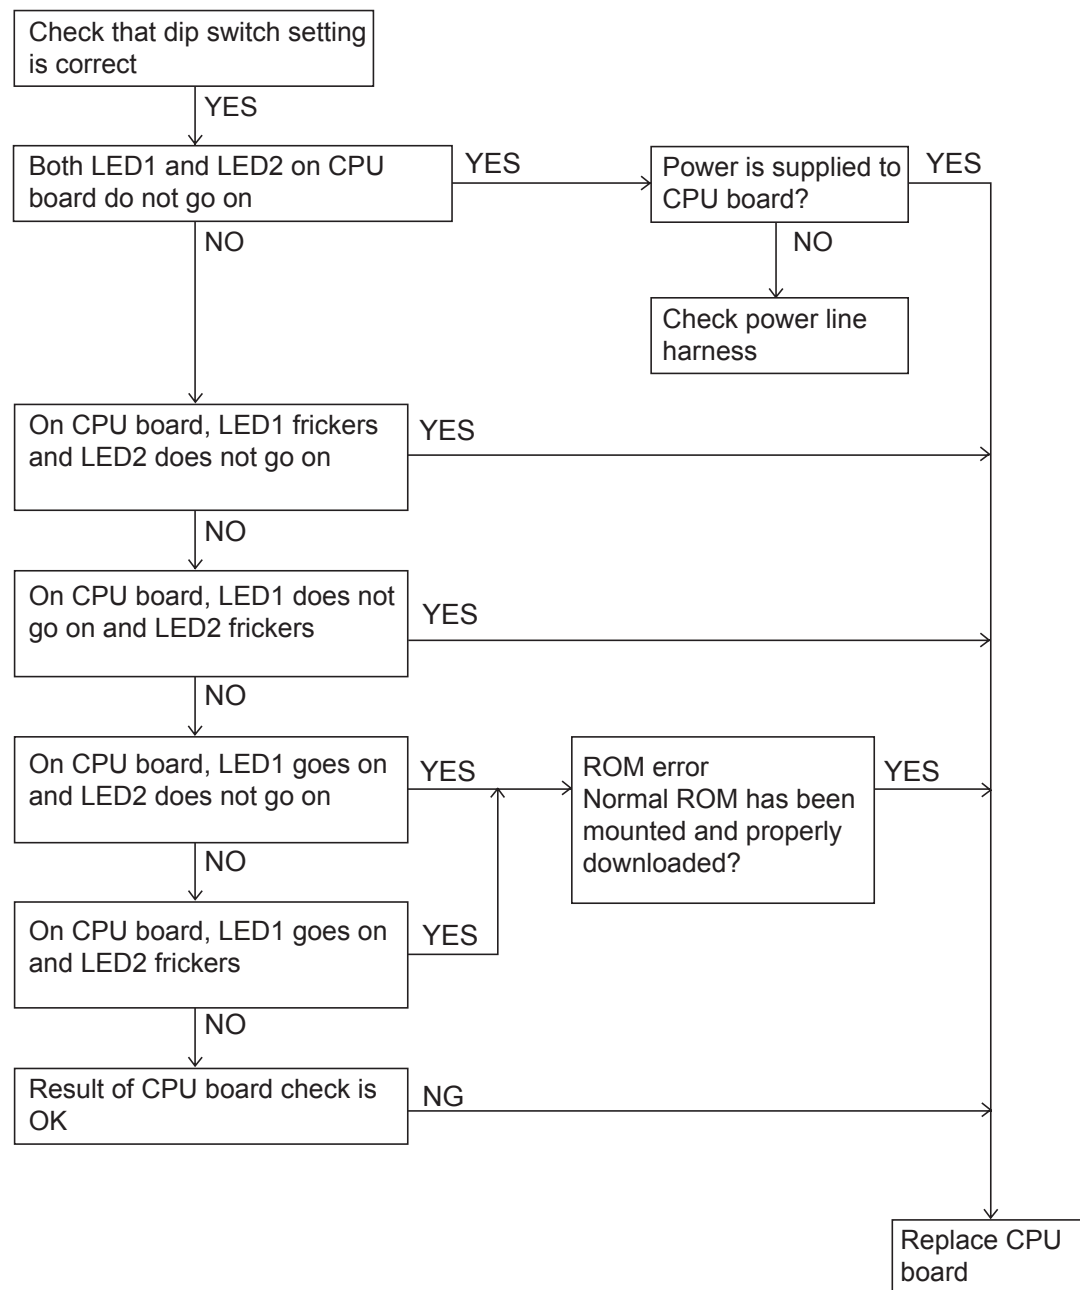 Check that dip switch setting
is correct
YES
Both LED1 and LED2 on CPU
board do not go on
YES
Power is supplied to
CPU board?
YES
NO
NO
Check power line
harness
On CPU board, LED1 frickers
and LED2 does not go on
YES
NO
On CPU board, LED1 does not
go on and LED2 frickers
YES
NO
On CPU board, LED1 goes on
and LED2 does not go on
YES
ROM error
Normal ROM has been
mounted and properly
downloaded?
YES
NO
On CPU board, LED1 goes on
and LED2 frickers
YES
NO
Result of CPU board check is
OK
NG
Replace CPU
board